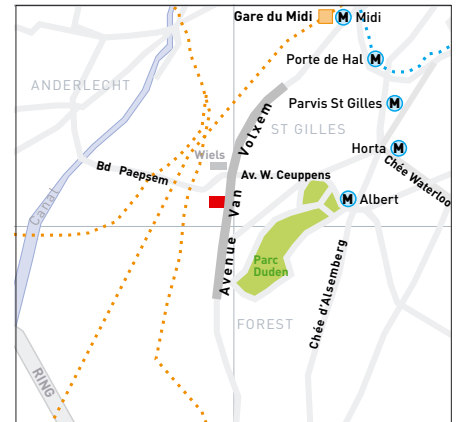 Gare du Midi M Midi
Porte de Hal M
ANDERLECHT
Parvis St Gilles M
ST GILLES
Horta M
Wiels
Bd Paepsem
Av. W. Ceuppens
Chée Waterloo
Avenue Van Volxem
M Albert
Canal
Parc
Duden
Chée d'Alsemberg
FOREST
RING